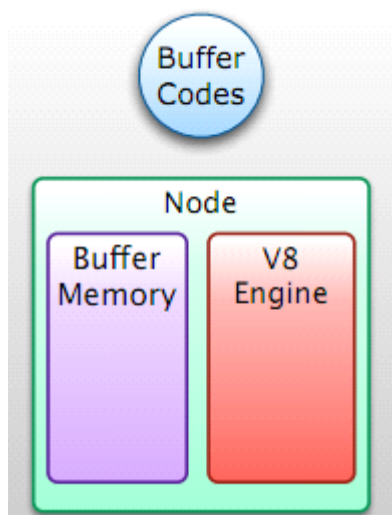 Buffer
Codes
Node
Buffer
Memory
V8
Engine